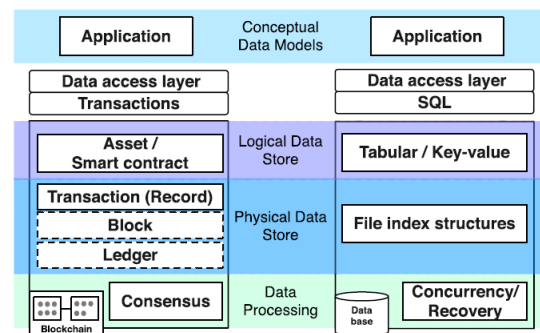 Application
Conceptual
Data Models
Application
Data access layer
Transactions
Data access layer
SQL
Asset /
Smart contract
Logical Data
Store
Tabular / Key-value
Transaction (Record)
Block
Ledger
Physical Data
Store
File index structures
Blockchain
Consensus
Data
Processing
Data
base
Concurrency/
Recovery